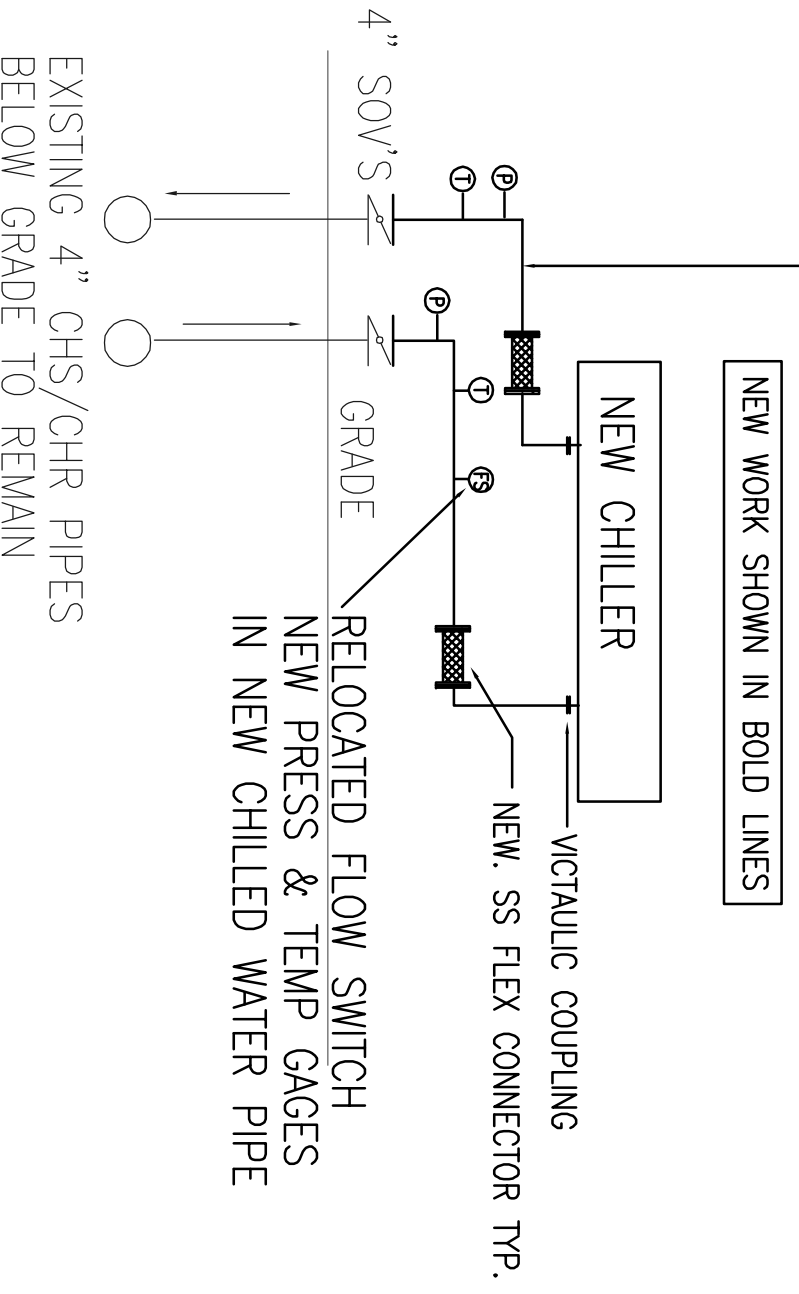 NEW WORK SHOWN IN BOLD LINES
NEW CHILLER
VICTAULIC COUPLING
NEW. SS FLEX CONNECTOR TYP.
P
T
P
T
FS
4" SOV'S
GRADE
RELOCATED FLOW SWITCH
NEW PRESS & TEMP GAGES
IN NEW CHILLED WATER PIPE
EXISTING 4" CHS/CHR PIPES
BELOW GRADE TO REMAIN